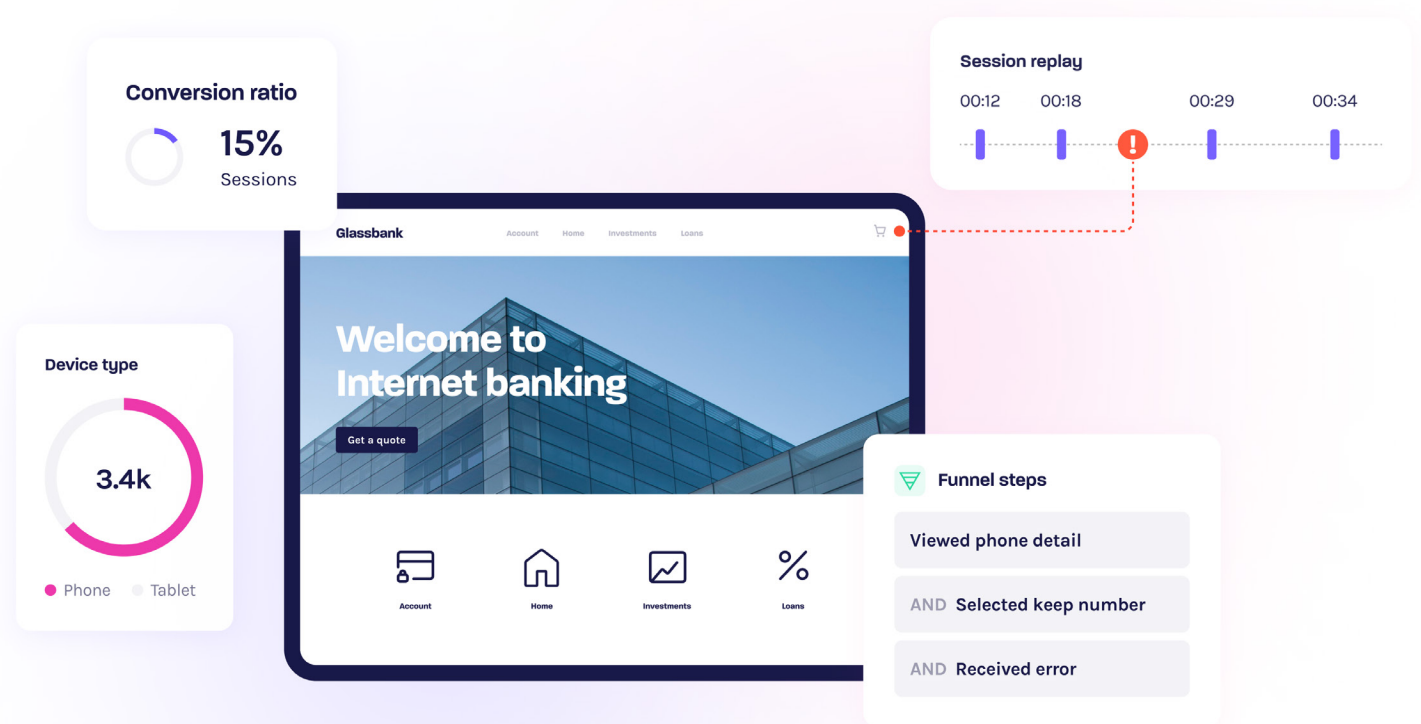 Conversion ratio
15%
Sessions
Session replay
00:12 00:18 00:29 00:34
!
Glassbank Account Home Investments Loans
Welcome to
Internet banking
Get a quote
Device type
3.4k
Phone Tablet
Account Home Investments Loans
Funnel steps
Viewed phone detail
AND Selected keep number
AND Received error